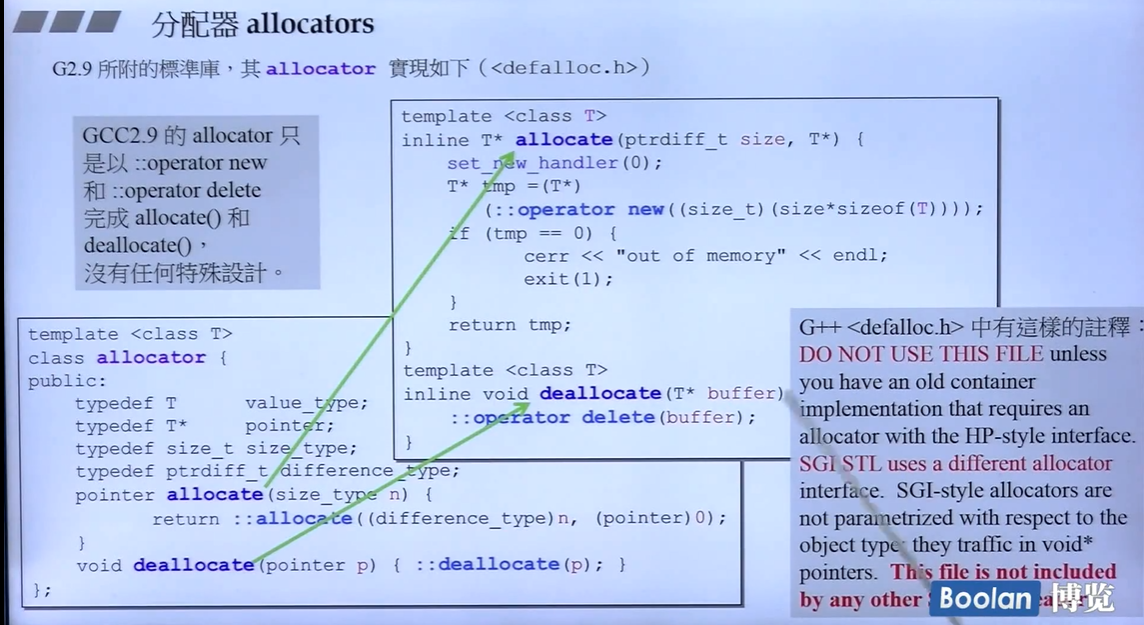 分配器 allocators
G2.9 所附的標準庫，其 allocator 實現如下（<defalloc.h>）
GCC2.9 的 allocator 只
是以 ::operator new
和 ::operator delete
完成 allocate() 和
deallocate()，
沒有任何特殊設計。
template <class T>
inline T* allocate(ptrdiff_t size, T*) {
set_new_handler(0);
T* tmp =(T*)
(::operator new((size_t)(size*sizeof(T))));
if (tmp == 0) {
cerr << "out of memory" << endl;
exit(1);
}
return tmp;
}
template <class T>
inline void deallocate(T* buffer)
::operator delete(buffer);
}
template <class T>
class allocator {
public:
typedef T value_type;
typedef T* pointer;
typedef size_t size_type;
typedef ptrdiff_t difference_type;
pointer allocate(size_type n) {
return ::allocate((difference_type)n, (pointer)0);
}
void deallocate(pointer p) { ::deallocate(p); }
};
G++ <defalloc.h> 中有這樣的註釋：
DO NOT USE THIS FILE unless
you have an old container
implementation that requires an
allocator with the HP-style interface.
SGI STL uses a different allocator
interface. SGI-style allocators are
not parametrized with respect to the
object type; they traffic in void*
pointers. This file is not included
by any other
Boolan 博览